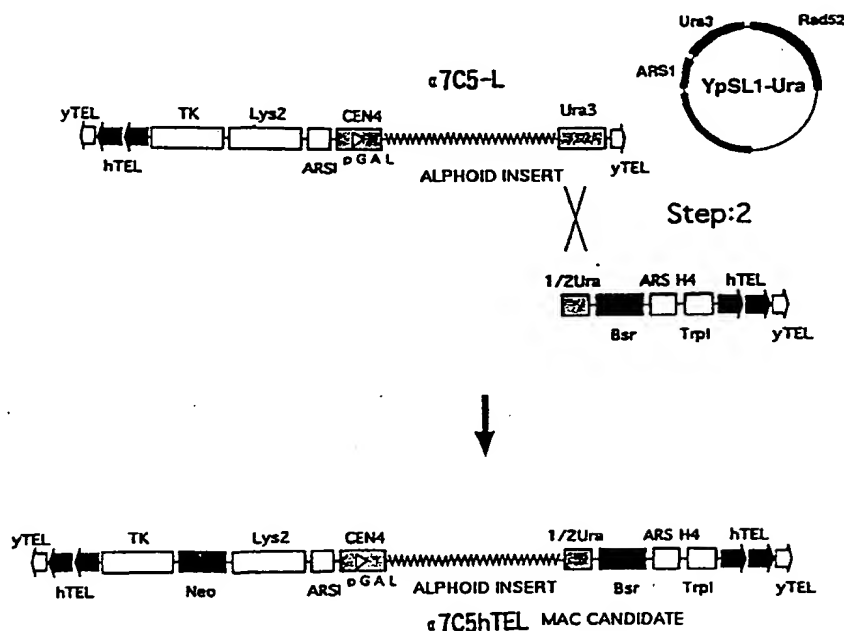 Ura3
Rad52
ARS1
YpSL1-Ura
α7C5-L
yTEL
TK
Lys2
CEN4
Ura3
hTEL
ARSI
pGAL
ALPHOID INSERT
yTEL
Step:2
1/2Ura
ARS H4
hTEL
Bsr
TrpI
yTEL
yTEL
TK
Lys2
CEN4
1/2Ura
ARS H4
hTEL
hTEL
Neo
ARSI
pGAL
ALPHOID INSERT
Bsr
TrpI
yTEL
α7C5hTEL MAC CANDIDATE